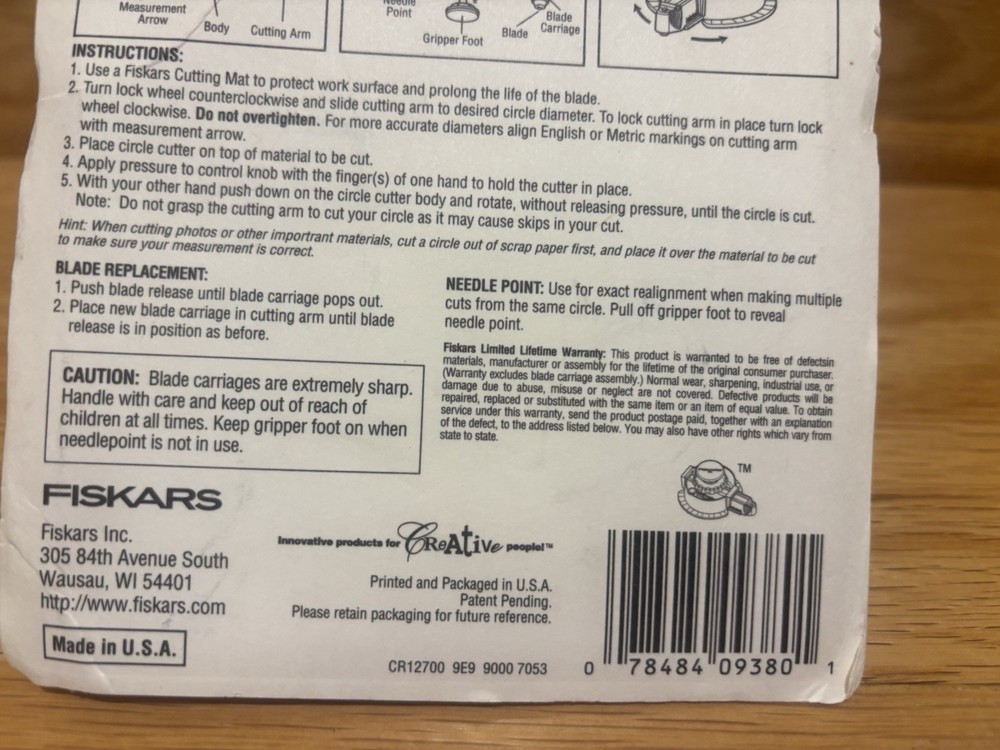 Measurement
Arrow
Body
Cutting Arm
Needle
Point
Gripper Foot
Blade
Blade
Carriage
INSTRUCTIONS:
1. Use a Fiskars Cutting Mat to protect work surface and prolong the life of the blade.
2. Turn lock wheel counterclockwise and slide cutting arm to desired circle diameter. To lock cutting arm in place turn lock
wheel clockwise. Do not overtighten. For more accurate diameters align English or Metric markings on cutting arm
with measurement arrow.
3. Place circle cutter on top of material to be cut.
4. Apply pressure to control knob with the finger(s) of one hand to hold the cutter in place.
5. With your other hand push down on the circle cutter body and rotate, without releasing pressure, until the circle is cut.
Note: Do not grasp the cutting arm to cut your circle as it may cause skips in your cut.
Hint: When cutting photos or other importrant materials, cut a circle out of scrap paper first, and place it over the material to be cut
to make sure your measurement is correct.
BLADE REPLACEMENT:
1. Push blade release until blade carriage pops out.
2. Place new blade carriage in cutting arm until blade
release is in position as before.
NEEDLE POINT: Use for exact realignment when making multiple
cuts from the same circle. Pull off gripper foot to reveal
needle point.
CAUTION: Blade carriages are extremely sharp.
Handle with care and keep out of reach of
children at all times. Keep gripper foot on when
needlepoint is not in use.
Fiskars Limited Lifetime Warranty: This product is warranted to be free of defectsin
materials, manufacturer or assembly for the lifetime of the original consumer purchaser.
(Warranty excludes blade carriage assembly.) Normal wear, sharpening, industrial use, or
damage due to abuse, misuse or neglect are not covered. Defective products will be
repaired, replaced or substituted with the same item or an item of equal value. To obtain
service under this warranty, send the product postage paid, together with an explanation
of the defect, to the address listed below. You may also have other rights which vary from
state to state.
TM
FISKARS
Fiskars Inc.
305 84th Avenue South
Wausau, WI 54401
http://www.fiskars.com
Made in U.S.A.
Innovative products for CReAtive people!™
Printed and Packaged in U.S.A.
Patent Pending.
Please retain packaging for future reference.
CR12700 9E9 9000 7053
0 78484 09380 1